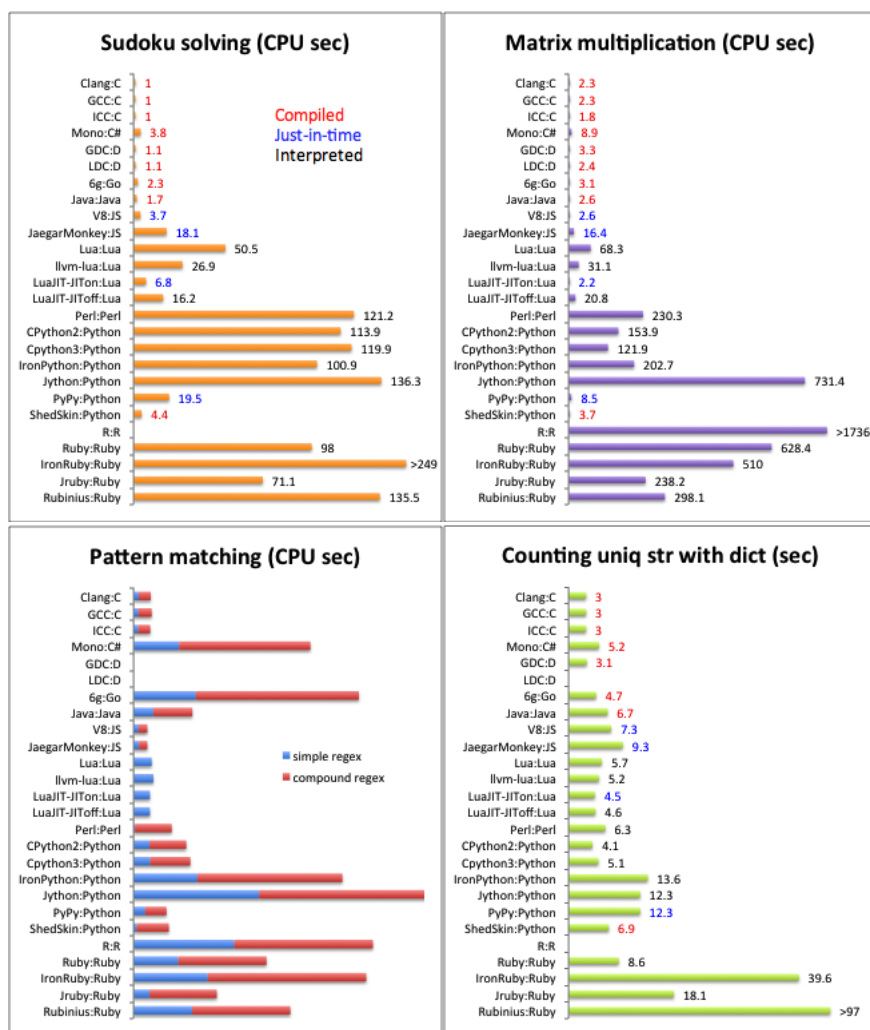 Sudoku solving (CPU sec)
Clang:C 1
GCC:C 1
ICC:C 1
Mono:C# 3.8
GDC:D 1.1
LDC:D 1.1
6g:Go 2.3
Java:Java 1.7
V8:JS 3.7
JaegarMonkey:JS 18.1
Lua:Lua 50.5
llvm-lua:Lua 26.9
LuaJIT-JITon:Lua 6.8
LuaJIT-JIToff:Lua 16.2
Perl:Perl 121.2
CPython2:Python 113.9
Cpython3:Python 119.9
IronPython:Python 100.9
Jython:Python 136.3
PyPy:Python 19.5
ShedSkin:Python 4.4
R:R
Ruby:Ruby 98
IronRuby:Ruby >249
Jruby:Ruby 71.1
Rubinius:Ruby 135.5
Compiled
Just-in-time
Interpreted
Matrix multiplication (CPU sec)
Clang:C 2.3
GCC:C 2.3
ICC:C 1.8
Mono:C# 8.9
GDC:D 3.3
LDC:D 2.4
6g:Go 3.1
Java:Java 2.6
V8:JS 2.6
JaegarMonkey:JS 16.4
Lua:Lua 68.3
llvm-lua:Lua 31.1
LuaJIT-JITon:Lua 2.2
LuaJIT-JIToff:Lua 20.8
Perl:Perl 230.3
CPython2:Python 153.9
Cpython3:Python 121.9
IronPython:Python 202.7
Jython:Python 731.4
PyPy:Python 8.5
ShedSkin:Python 3.7
R:R >1736
Ruby:Ruby 628.4
IronRuby:Ruby 510
Jruby:Ruby 238.2
Rubinius:Ruby 298.1
Pattern matching (CPU sec)
Clang:C
GCC:C
ICC:C
Mono:C#
GDC:D
LDC:D
6g:Go
Java:Java
V8:JS
JaegarMonkey:JS
Lua:Lua
llvm-lua:Lua
LuaJIT-JITon:Lua
LuaJIT-JIToff:Lua
Perl:Perl
CPython2:Python
Cpython3:Python
IronPython:Python
Jython:Python
PyPy:Python
ShedSkin:Python
R:R
Ruby:Ruby
IronRuby:Ruby
Jruby:Ruby
Rubinius:Ruby
simple regex
compound regex
Counting uniq str with dict (sec)
Clang:C 3
GCC:C 3
ICC:C 3
Mono:C# 5.2
GDC:D 3.1
LDC:D
6g:Go 4.7
Java:Java 6.7
V8:JS 7.3
JaegarMonkey:JS 9.3
Lua:Lua 5.7
llvm-lua:Lua 5.2
LuaJIT-JITon:Lua 4.5
LuaJIT-JIToff:Lua 4.6
Perl:Perl 6.3
CPython2:Python 4.1
Cpython3:Python 5.1
IronPython:Python 13.6
Jython:Python 12.3
PyPy:Python 12.3
ShedSkin:Python 6.9
R:R
Ruby:Ruby 8.6
IronRuby:Ruby 39.6
Jruby:Ruby 18.1
Rubinius:Ruby >97